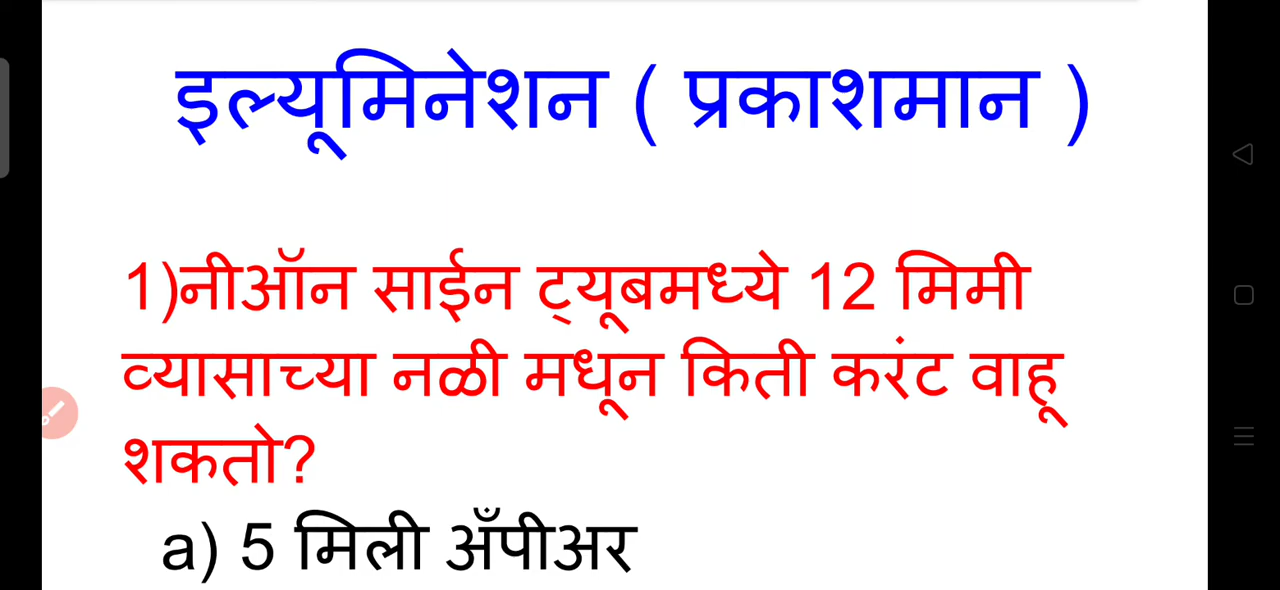 इल्यूमिनेशन ( प्रकाशमान )
1)नीऑन साईन ट्यूबमध्ये 12 मिमी
व्यासाच्या नळी मधून किती करंट वाहू
शकतो?
a) 5 मिली अँपीअर